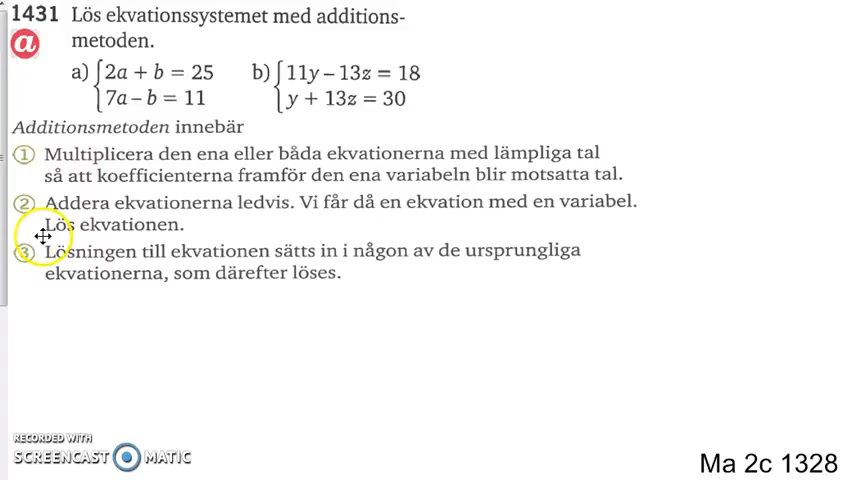 1431 Lös ekvationssystemet med additions-
metoden.
a
a) { 2a + b = 25 b) { 11y – 13z = 18
7a – b = 11 y + 13z = 30
Additionsmetoden innebär
1 Multiplicera den ena eller båda ekvationerna med lämpliga tal
så att koefficienterna framför den ena variabeln blir motsatta tal.
2 Addera ekvationerna ledvis. Vi får då en ekvation med en variabel.
Lös ekvationen.
3 Lösningen till ekvationen sätts in i någon av de ursprungliga
ekvationerna, som därefter löses.
RECORDED WITH
SCREENCAST MATIC
Ma 2c 1328